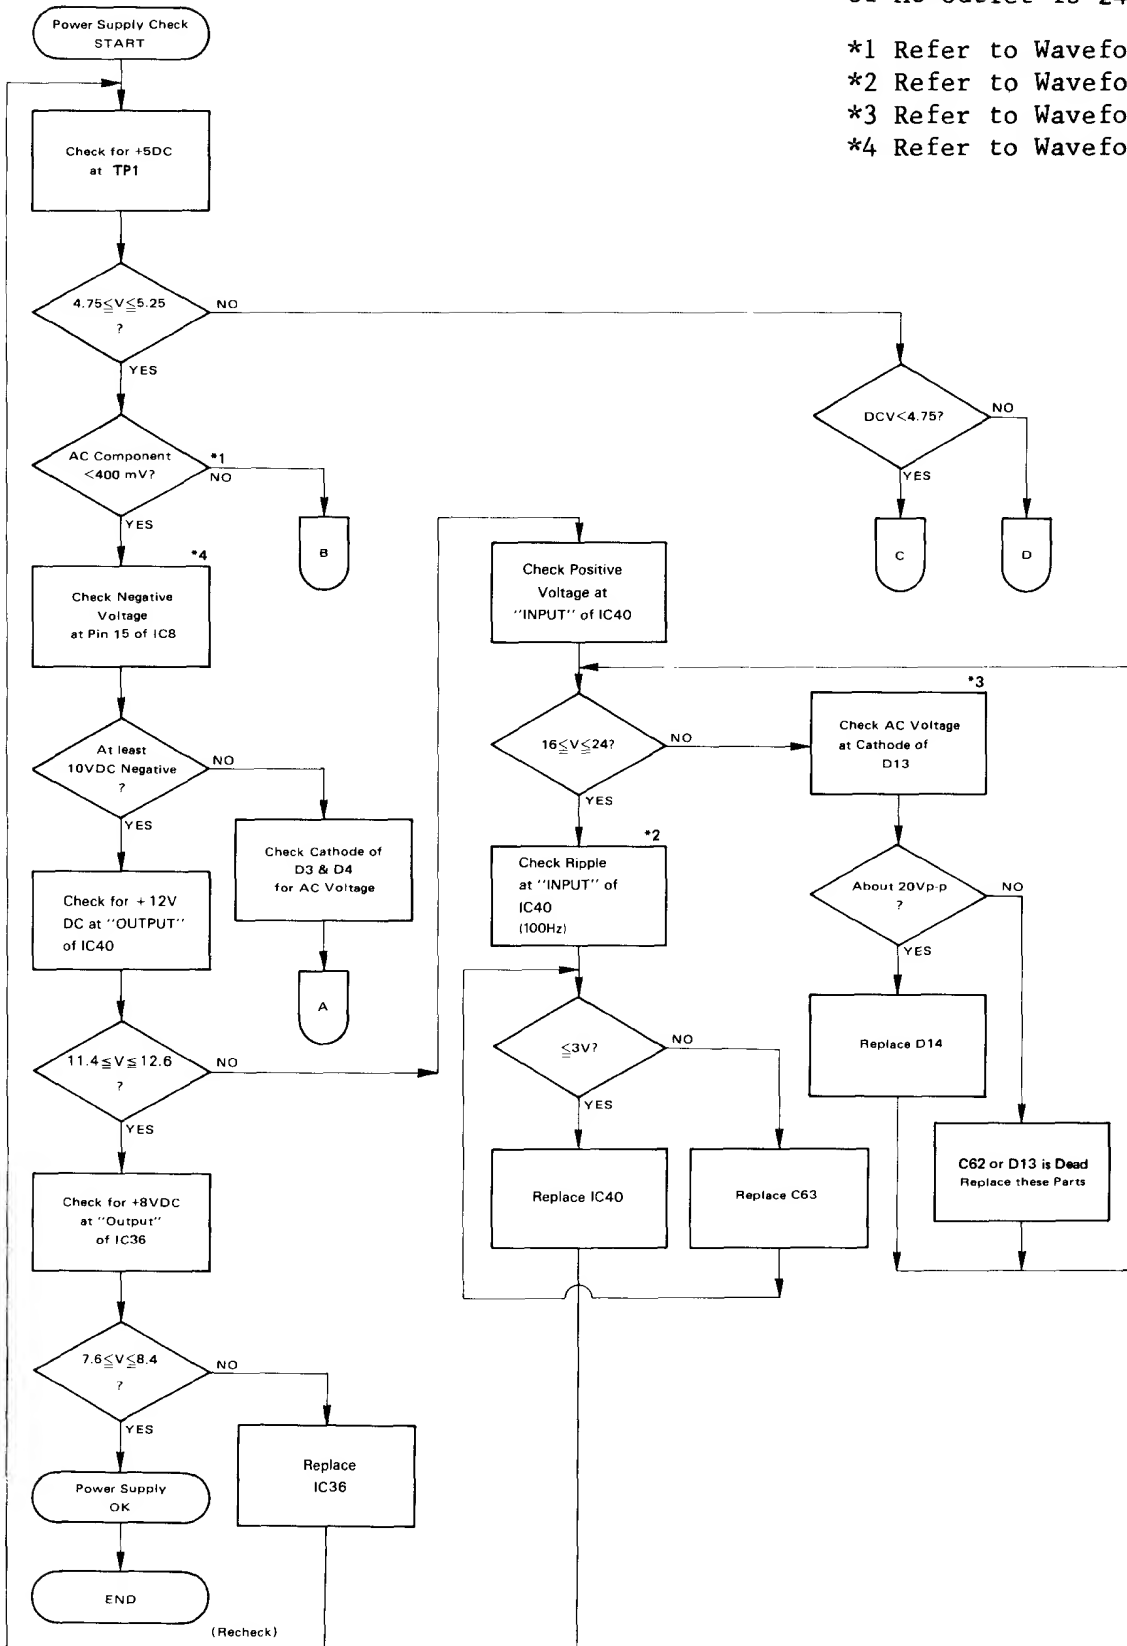 of AC Outlet is 24
*1 Refer to Wavefo
*2 Refer to Wavefo
*3 Refer to Wavefo
*4 Refer to Wavefo
Power Supply Check
START
Check for +5DC
at TP1
4.75≦V≦5.25
?
NO
YES
DCV<4.75?
NO
YES
C
D
AC Component
<400 mV?
*1
NO
YES
B
*4
Check Negative
Voltage
at Pin 15 of IC8
At least
10VDC Negative
?
NO
YES
Check Cathode of
D3 & D4
for AC Voltage
A
Check for + 12V
DC at "OUTPUT"
of IC40
11.4≦V≦12.6
?
NO
YES
Check Positive
Voltage at
"INPUT" of IC40
16≦V≦24?
NO
YES
*3
Check AC Voltage
at Cathode of
D13
*2
Check Ripple
at "INPUT" of
IC40
(100Hz)
About 20Vp-p
?
NO
YES
≦3V?
NO
YES
Replace D14
C62 or D13 is Dead
Replace these Parts
Replace IC40
Replace C63
Check for +8VDC
at "Output"
of IC36
7.6≦V≦8.4
?
NO
YES
Replace
IC36
Power Supply
OK
END
(Recheck)